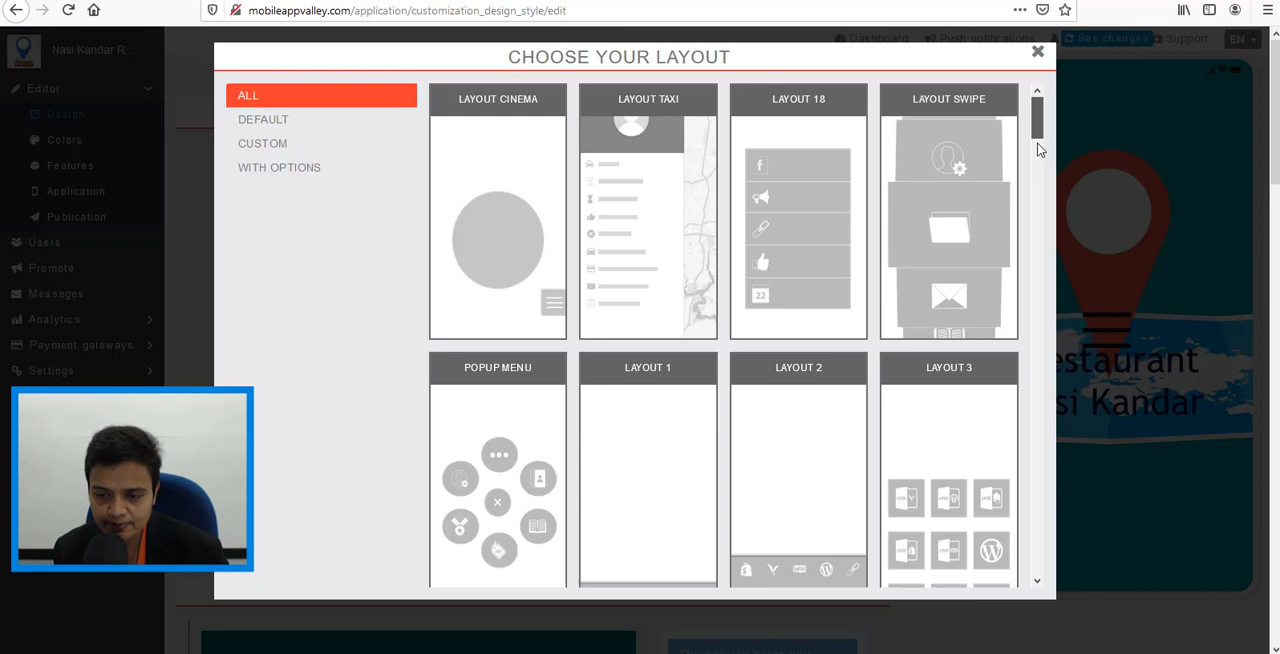 mobileappvalley.com/application/customization_design_style/edit
Nasi Kandar R...
Dashboard
Push notifications
See changes
Support
EN
Editor
Design
Colors
Features
Application
Publication
Users
Promote
Messages
Analytics
Payment gateways
Settings
CHOOSE YOUR LAYOUT
ALL
DEFAULT
CUSTOM
WITH OPTIONS
LAYOUT CINEMA
LAYOUT TAXI
LAYOUT 18
LAYOUT SWIPE
22
POPUP MENU
LAYOUT 1
LAYOUT 2
LAYOUT 3
estaurant
si Kandar